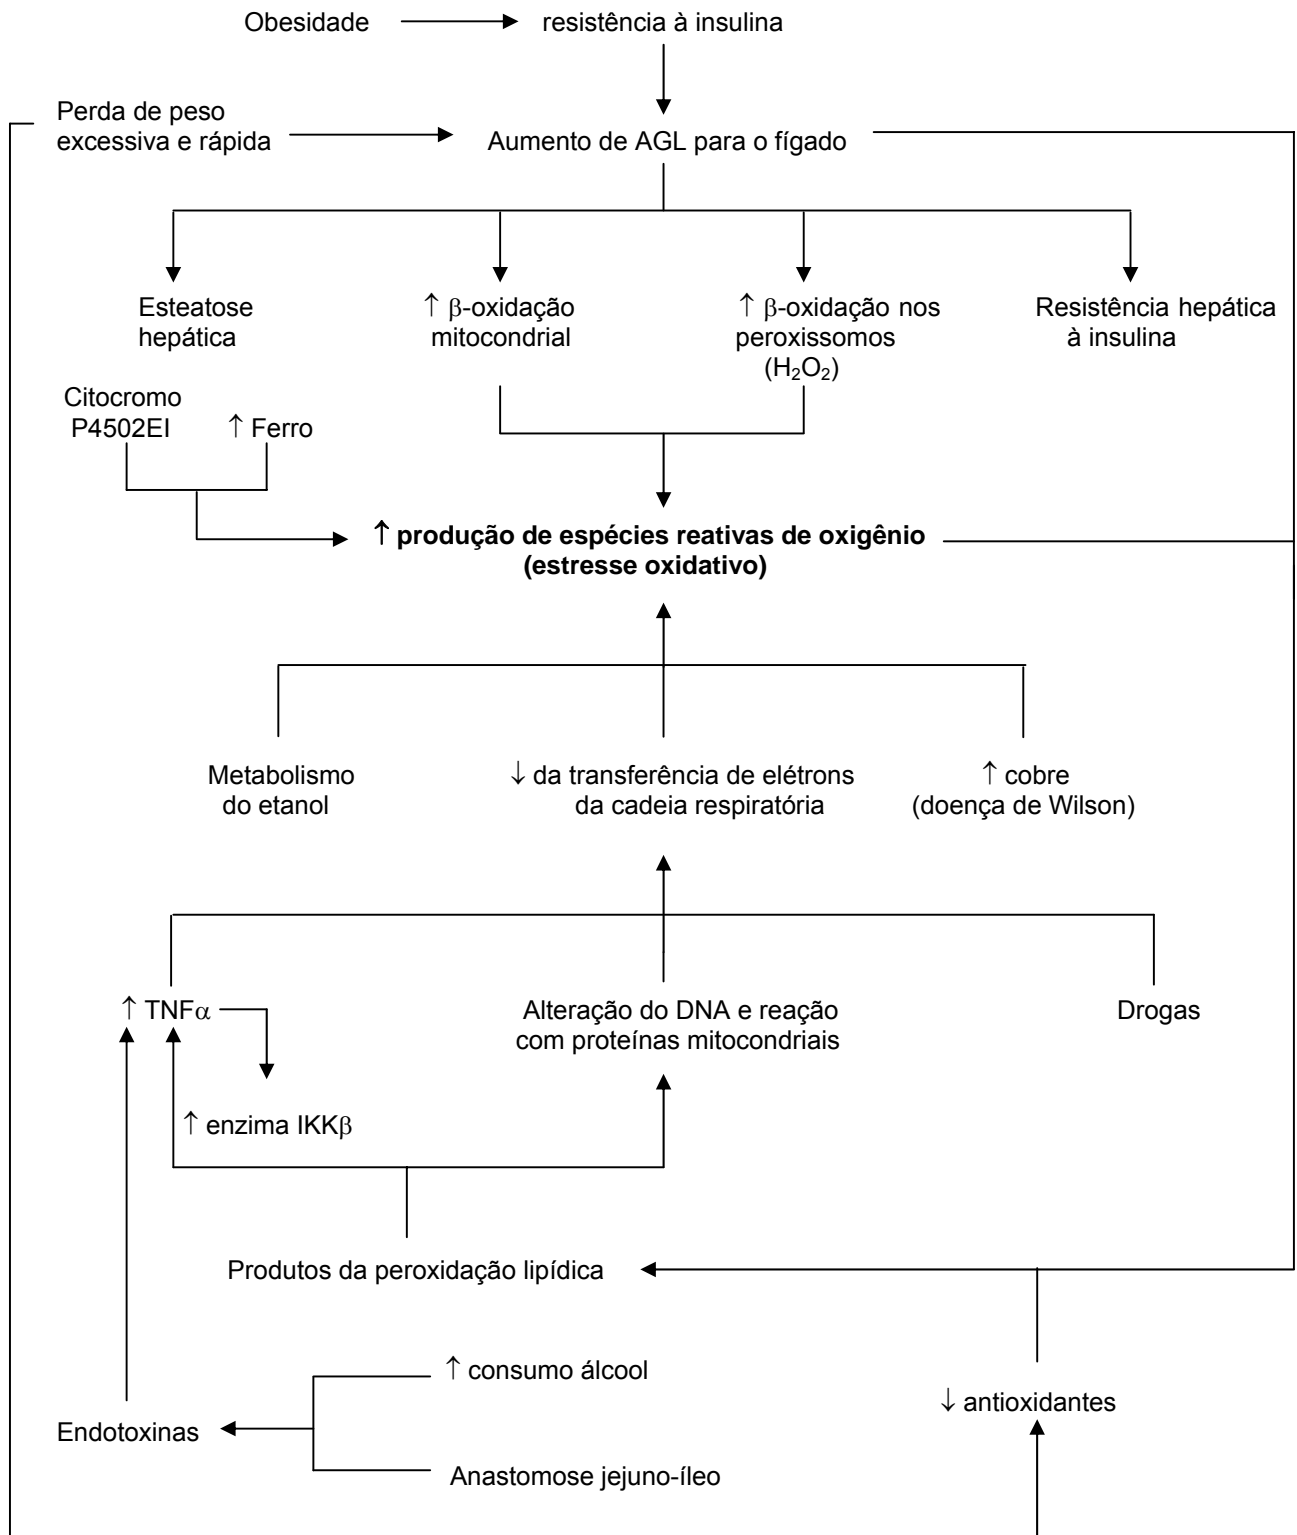 Obesidade
resistência à insulina
Perda de peso
excessiva e rápida
Aumento de AGL para o fígado
Esteatose
hepática
↑ β-oxidação
mitocondrial
↑ β-oxidação nos
peroxissomos
(H₂O₂)
Resistência hepática
à insulina
Citocromo
P4502EI
↑ Ferro
↑ produção de espécies reativas de oxigênio
(estresse oxidativo)
Metabolismo
do etanol
↓ da transferência de elétrons
da cadeia respiratória
↑ cobre
(doença de Wilson)
↑ TNFα
Alteração do DNA e reação
com proteínas mitocondriais
Drogas
↑ enzima IKKβ
Produtos da peroxidação lipídica
↑ consumo álcool
↓ antioxidantes
Endotoxinas
Anastomose jejuno-íleo